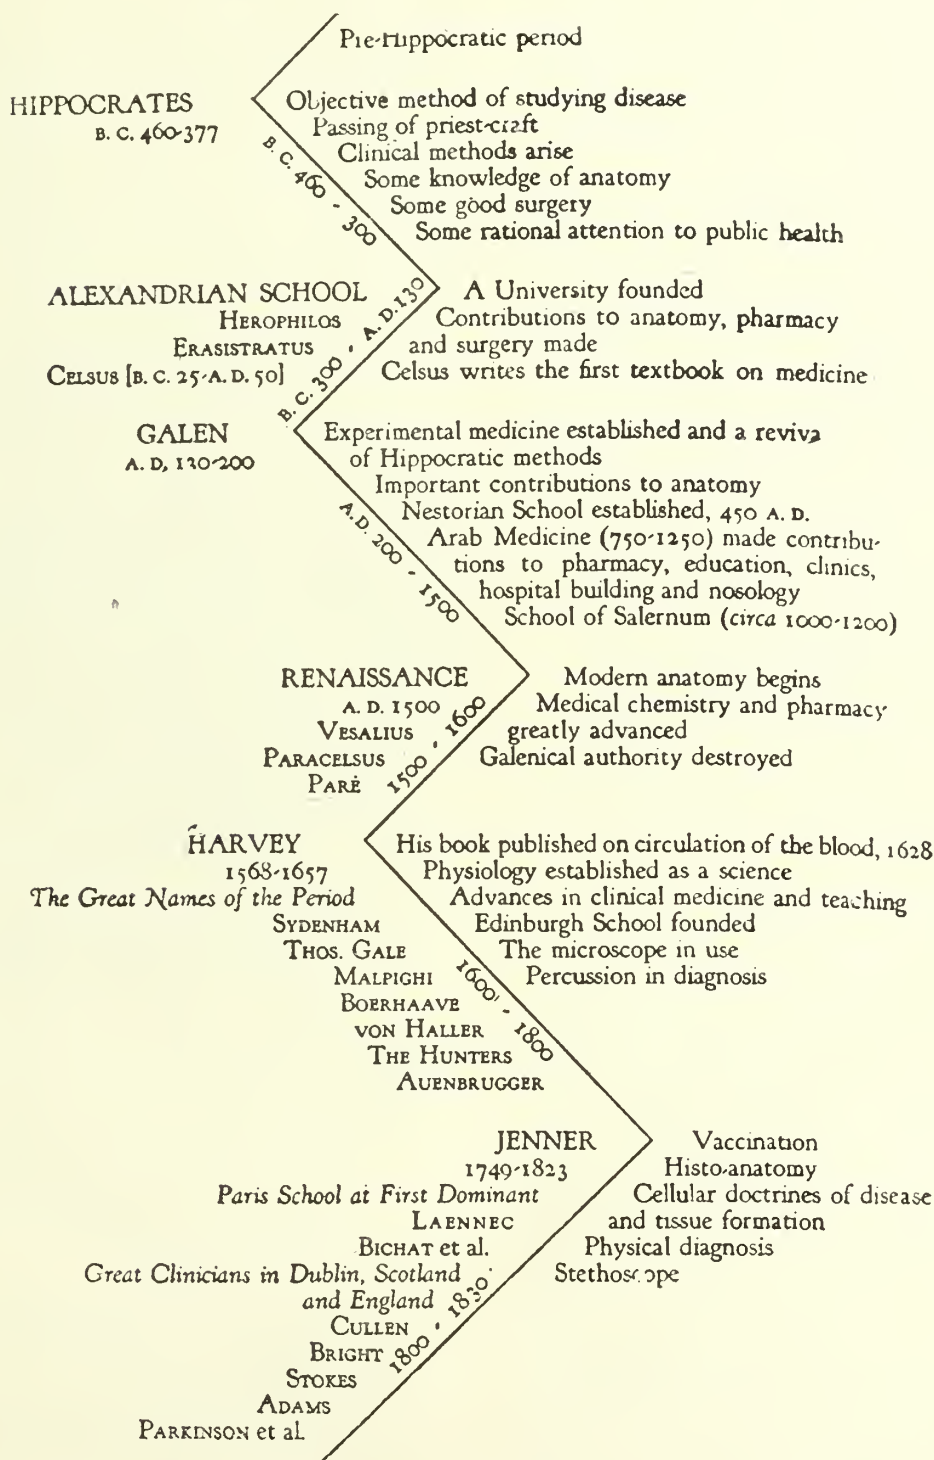 Pre-Hippocratic period
HIPPOCRATES
B. C. 460-377
Objective method of studying disease
Passing of priest-craft
Clinical methods arise
Some knowledge of anatomy
Some good surgery
Some rational attention to public health
B. C. 460 - 300
ALEXANDRIAN SCHOOL
HEROPHILOS
ERASISTRATUS
CELSUS [B. C. 25-A. D. 50]
A University founded
Contributions to anatomy, pharmacy
and surgery made
Celsus writes the first textbook on medicine
B. C. 300 - A. D. 130
GALEN
A. D. 130-200
Experimental medicine established and a reviva
of Hippocratic methods
Important contributions to anatomy
Nestorian School established, 450 A. D.
Arab Medicine (750-1250) made contribu-
tions to pharmacy, education, clinics,
hospital building and nosology
School of Salernum (circa 1000-1200)
A. D. 200 - 1500
RENAISSANCE
A. D. 1500
VESALIUS
PARACELSUS
PARÉ
Modern anatomy begins
Medical chemistry and pharmacy
greatly advanced
Galenical authority destroyed
1500 - 1600
HARVEY
1568-1657
The Great Names of the Period
SYDENHAM
THOS. GALE
MALPIGHI
BOERHAAVE
VON HALLER
THE HUNTERS
AUENBRUGGER
His book published on circulation of the blood, 1628
Physiology established as a science
Advances in clinical medicine and teaching
Edinburgh School founded
The microscope in use
Percussion in diagnosis
1600 - 1800
JENNER
1749-1823
Paris School at First Dominant
LAENNEC
BICHAT et al.
Great Clinicians in Dublin, Scotland
and England
CULLEN
BRIGHT
STOKES
ADAMS
PARKINSON et al.
Vaccination
Histo-anatomy
Cellular doctrines of disease
and tissue formation
Physical diagnosis
Stethoscope
1800 - 1830